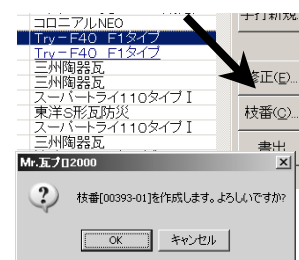 コロニアルNEO
手打新規
Try－F40　F1タイプ
Try－F40　F1タイプ
三州陶器瓦
三州陶器瓦
修正(E)...
スーパートライ110タイプⅠ
東洋S形瓦防災
枝番(C)...
スーパートライ110タイプⅠ
三州陶器瓦
書出
Mr.瓦プロ2000
枝番[00393-01]を作成します。よろしいですか?
OK
キャンセル